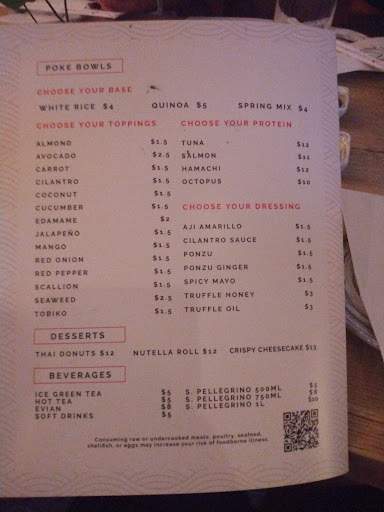 POKE BOWLS
CHOOSE YOUR BASE
WHITE RICE $4 QUINOA $5 SPRING MIX $4
CHOOSE YOUR TOPPINGS
ALMOND $1.5
AVOCADO $2.5
CARROT $1.5
CILANTRO $1.5
COCONUT $1.5
CUCUMBER $1.5
EDAMAME $2
JALAPEÑO $1.5
MANGO $1.5
RED ONION $1.5
RED PEPPER $1.5
SCALLION $1.5
SEAWEED $2.5
TOBIKO $1.5
CHOOSE YOUR PROTEIN
TUNA $12
SALMON $11
HAMACHI $12
OCTOPUS $10
CHOOSE YOUR DRESSING
AJI AMARILLO $1.5
CILANTRO SAUCE $1.5
PONZU $1.5
PONZU GINGER $1.5
SPICY MAYO $1.5
TRUFFLE HONEY $3
TRUFFLE OIL $3
DESSERTS
THAI DONUTS $12 NUTELLA ROLL $12 CRISPY CHEESECAKE $13
BEVERAGES
ICE GREEN TEA $5
HOT TEA $5
EVIAN $8
SOFT DRINKS $5
S. PELLEGRINO 500ML $5
S. PELLEGRINO 750ML $8
S. PELLEGRINO 1L $10
Consuming raw or undercooked meats, poultry, seafood,
shellfish, or eggs may increase your risk of foodborne illness.